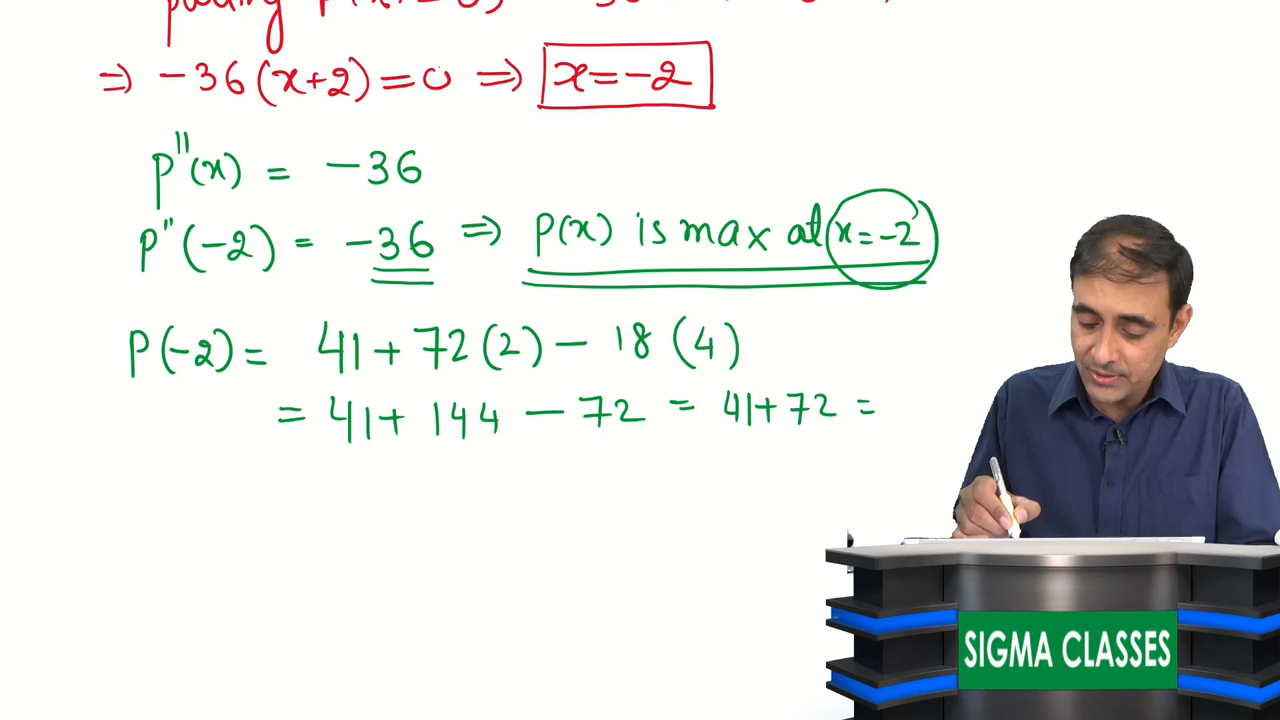 putting
⇒ -36(x+2) = 0 ⇒ x = -2
P''(x) = -36
P''(-2) = -36 ⇒ P(x) is max at x = -2
P(-2) = 41 + 72(2) - 18(4)
= 41 + 144 - 72 = 41 + 72 =
SIGMA CLASSES